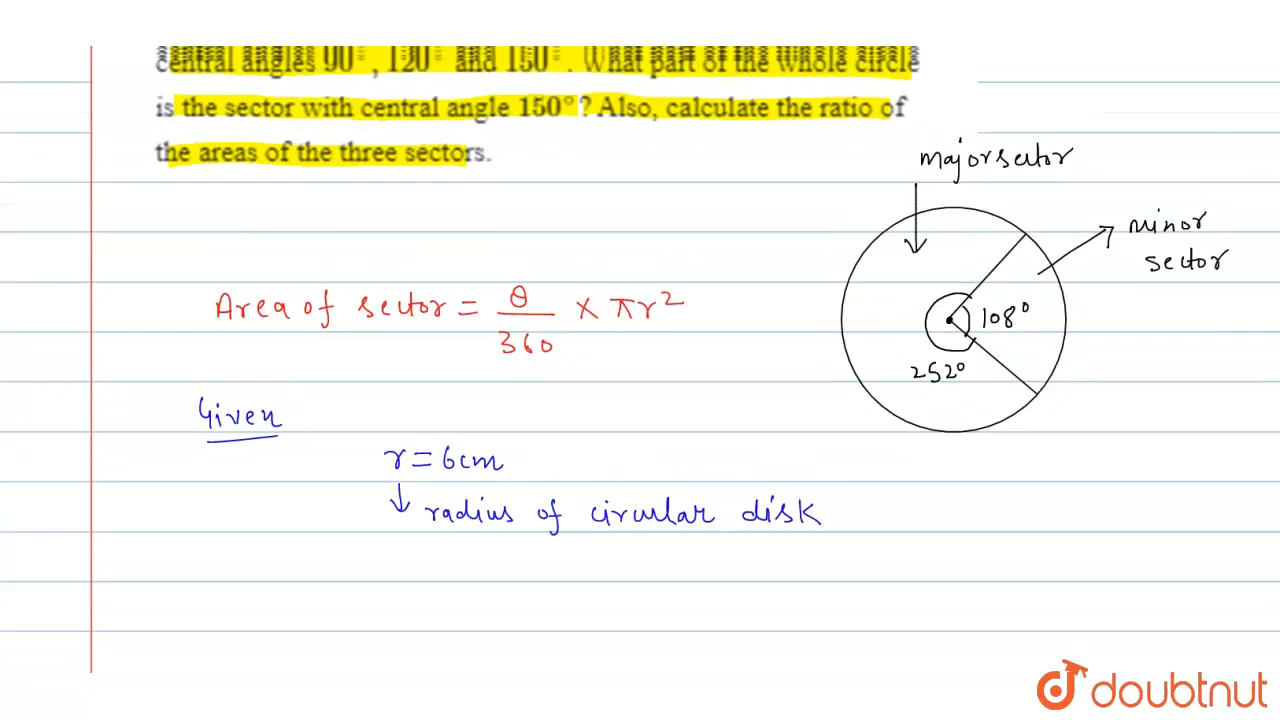 central angles 90°, 120° and 150°. What part of the whole circle
is the sector with central angle 150°? Also, calculate the ratio of
the areas of the three sectors.
major sector
minor
sector
Area of sector = θ/360 × πr²
108°
252°
Given
r = 6cm
↓ radius of circular disk
doubtnut